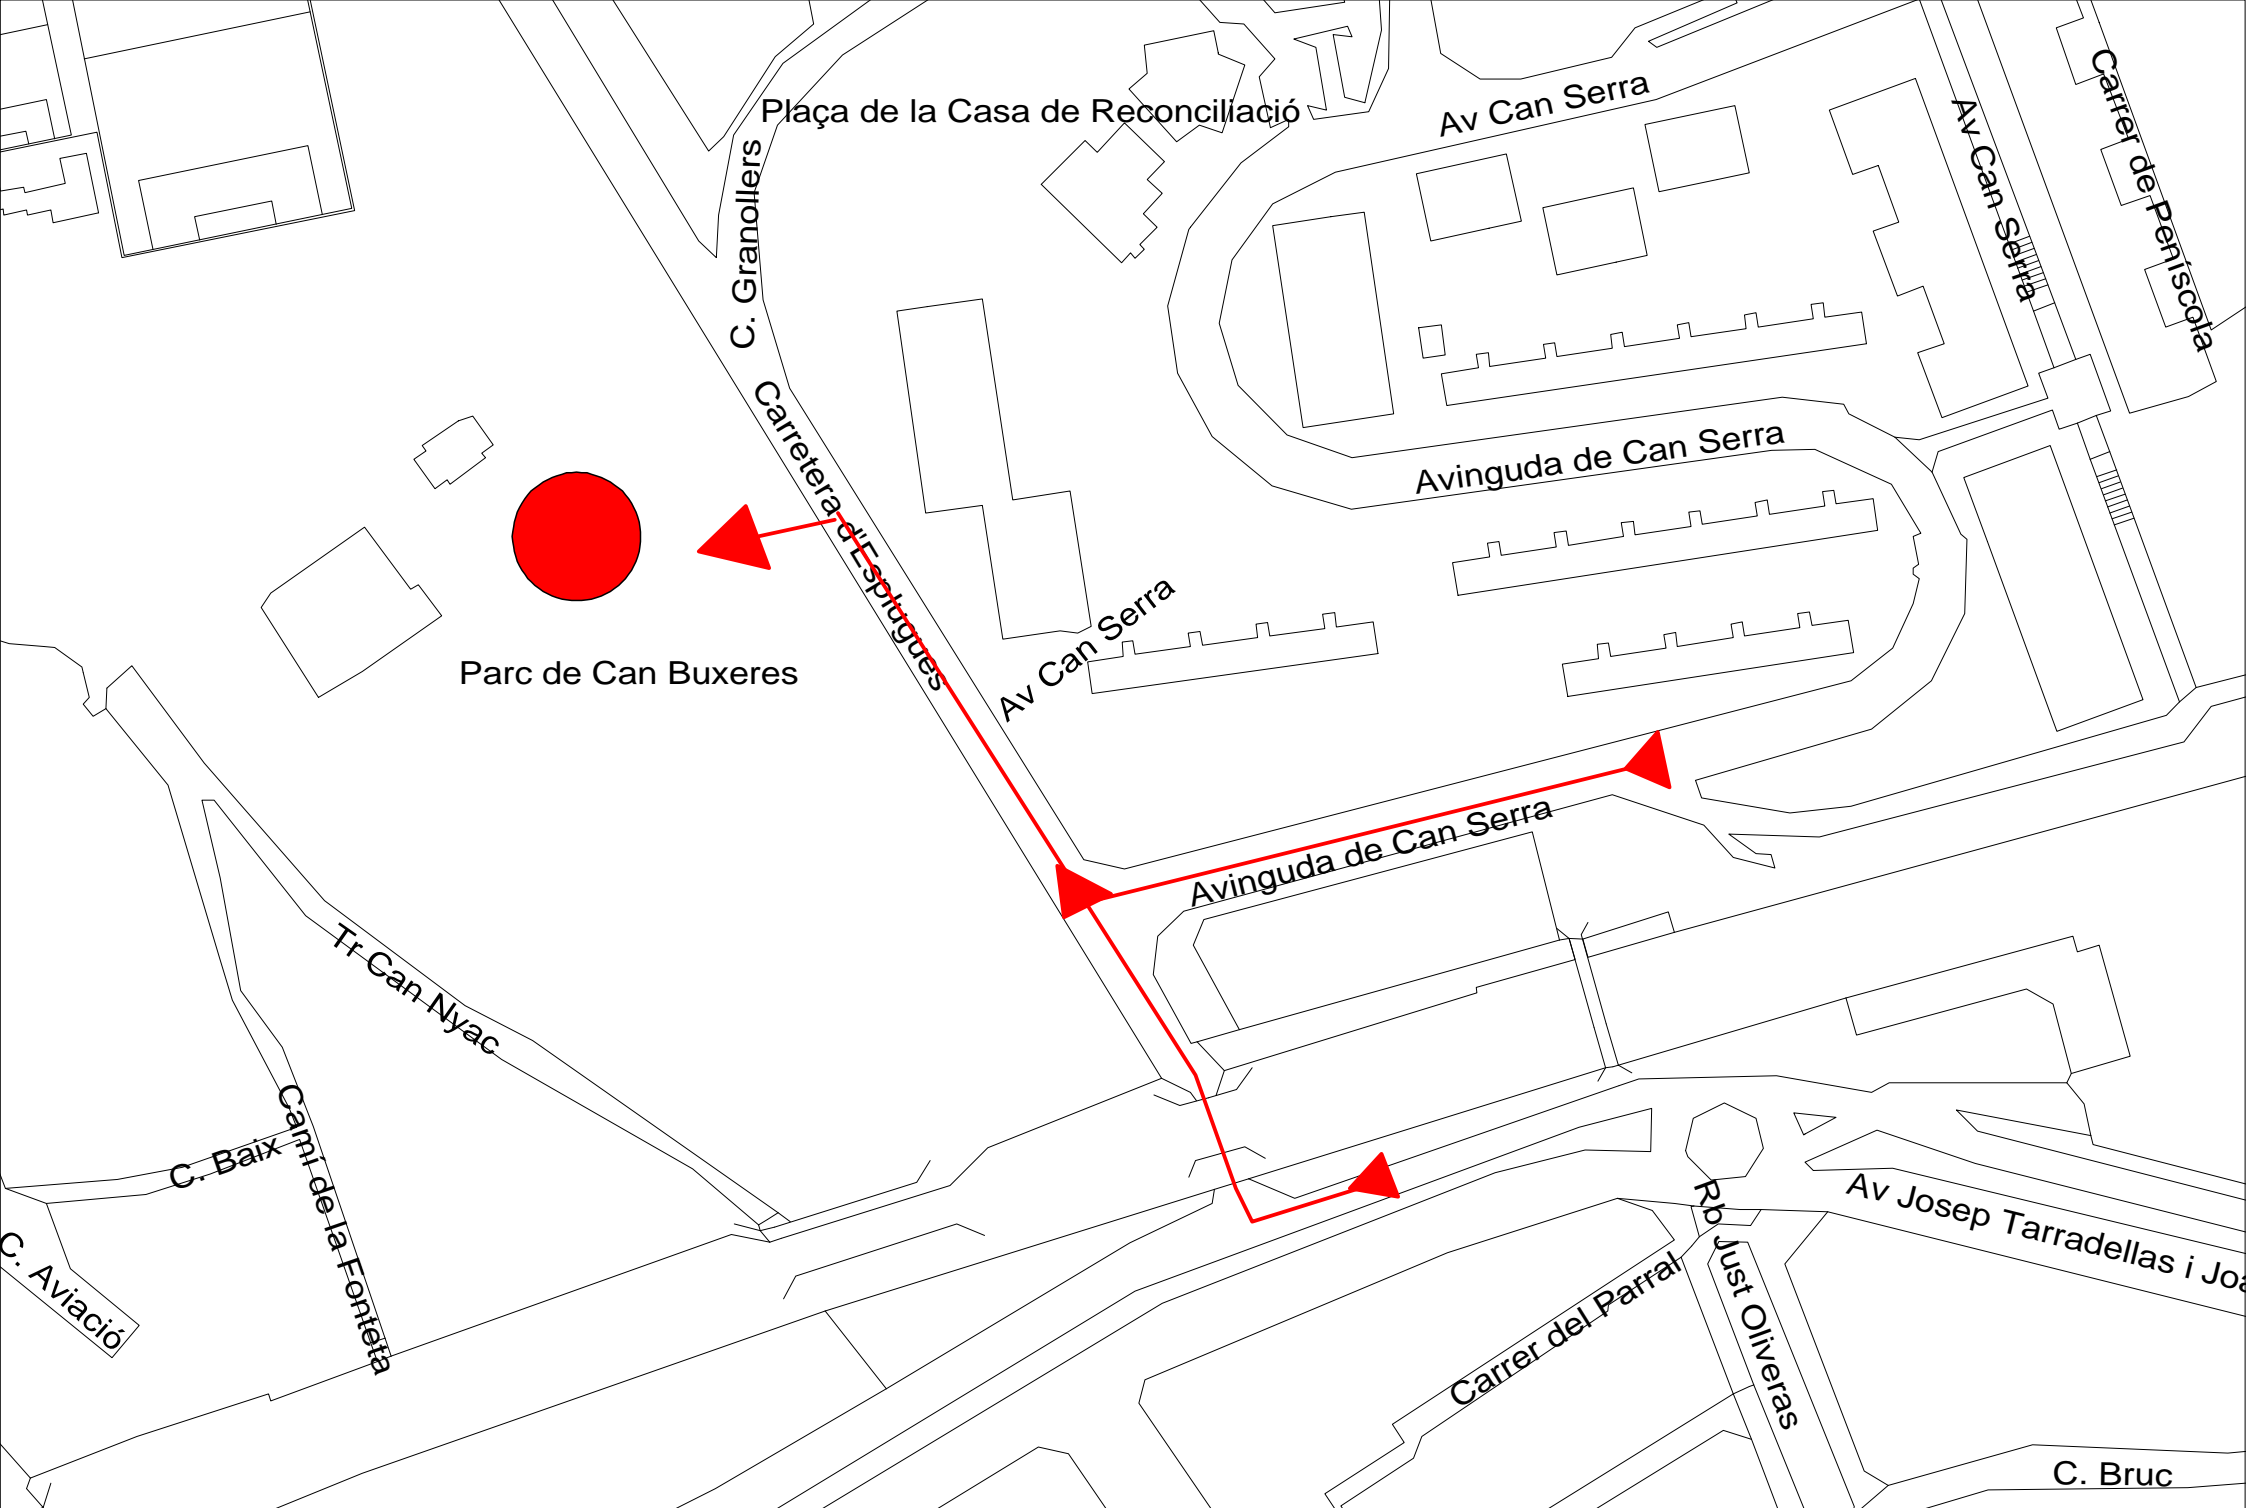 Plaça de la Casa de Reconciliació
Av Can Serra
Carrer de Peníscola
Av Can Serra
C. Granollers
Carretera d'Esplugues
Avinguda de Can Serra
Av Can Serra
Parc de Can Buxeres
Avinguda de Can Serra
Tr Can Nyac
Camí de la Fonteta
C. Baix
C. Aviació
Av Josep Tarradellas i Joa
Rb Just Oliveras
Carrer del Parral
C. Bruc